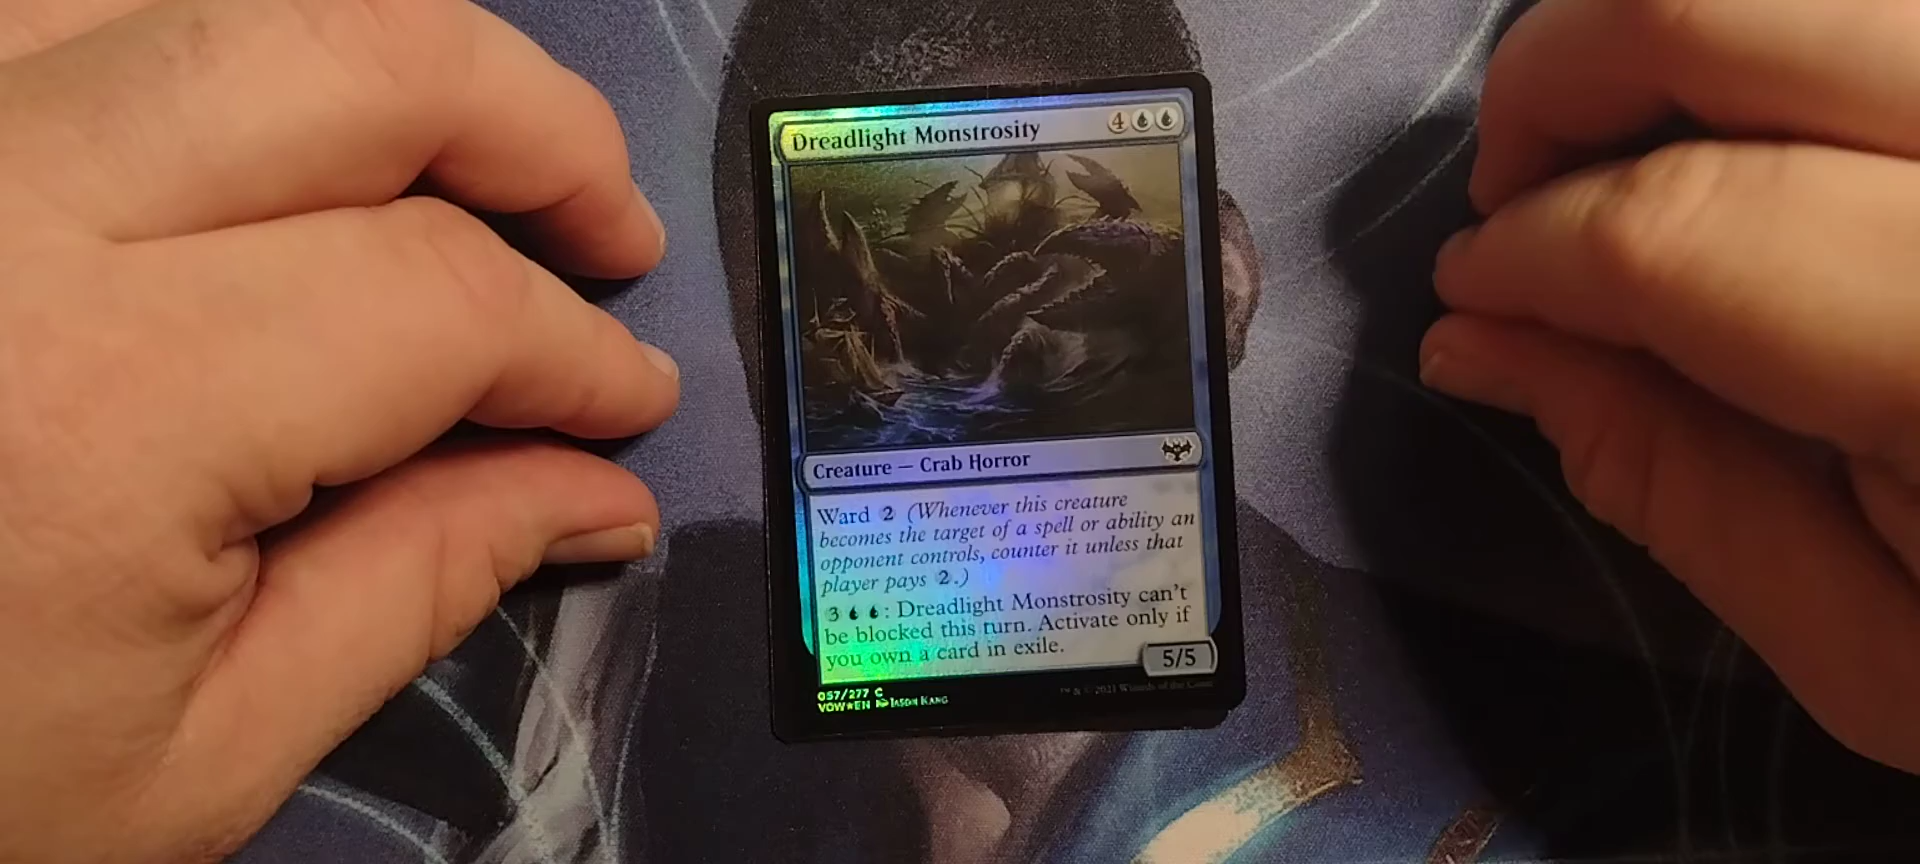 Dreadlight Monstrosity 4
Creature — Crab Horror
Ward 2 (Whenever this creature
becomes the target of a spell or ability an
opponent controls, counter it unless that
player pays 2.)
3 : Dreadlight Monstrosity can't
be blocked this turn. Activate only if
you own a card in exile.
5/5
057/277 C
VOW★EN Jason Kang
™ & © 2021 Wizards of the Coast